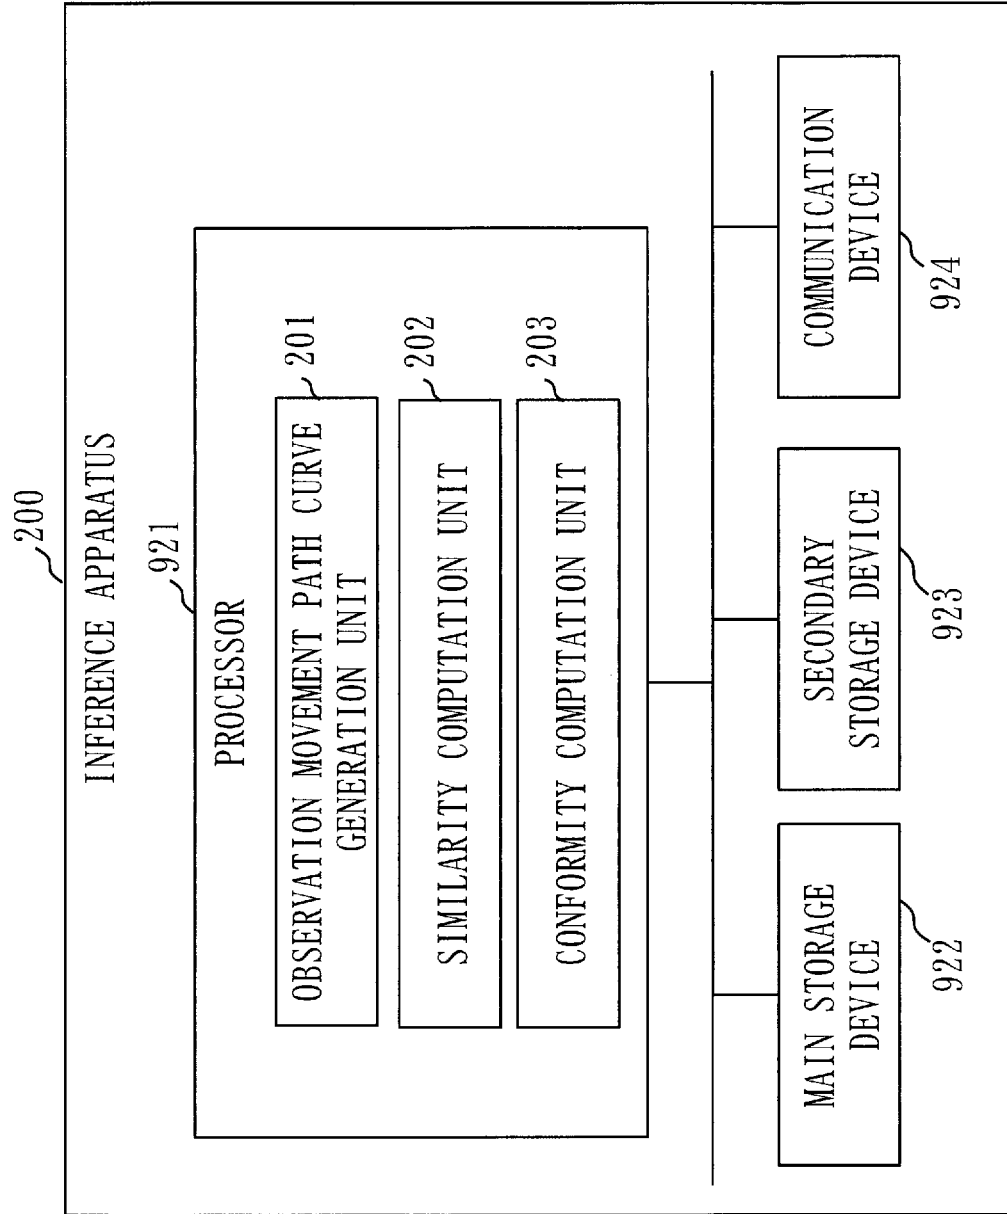 200
INFERENCE APPARATUS
921
PROCESSOR
201
OBSERVATION MOVEMENT PATH CURVE
GENERATION UNIT
202
SIMILARITY COMPUTATION UNIT
203
CONFORMITY COMPUTATION UNIT
MAIN STORAGE
DEVICE
922
SECONDARY
STORAGE DEVICE
923
COMMUNICATION
DEVICE
924